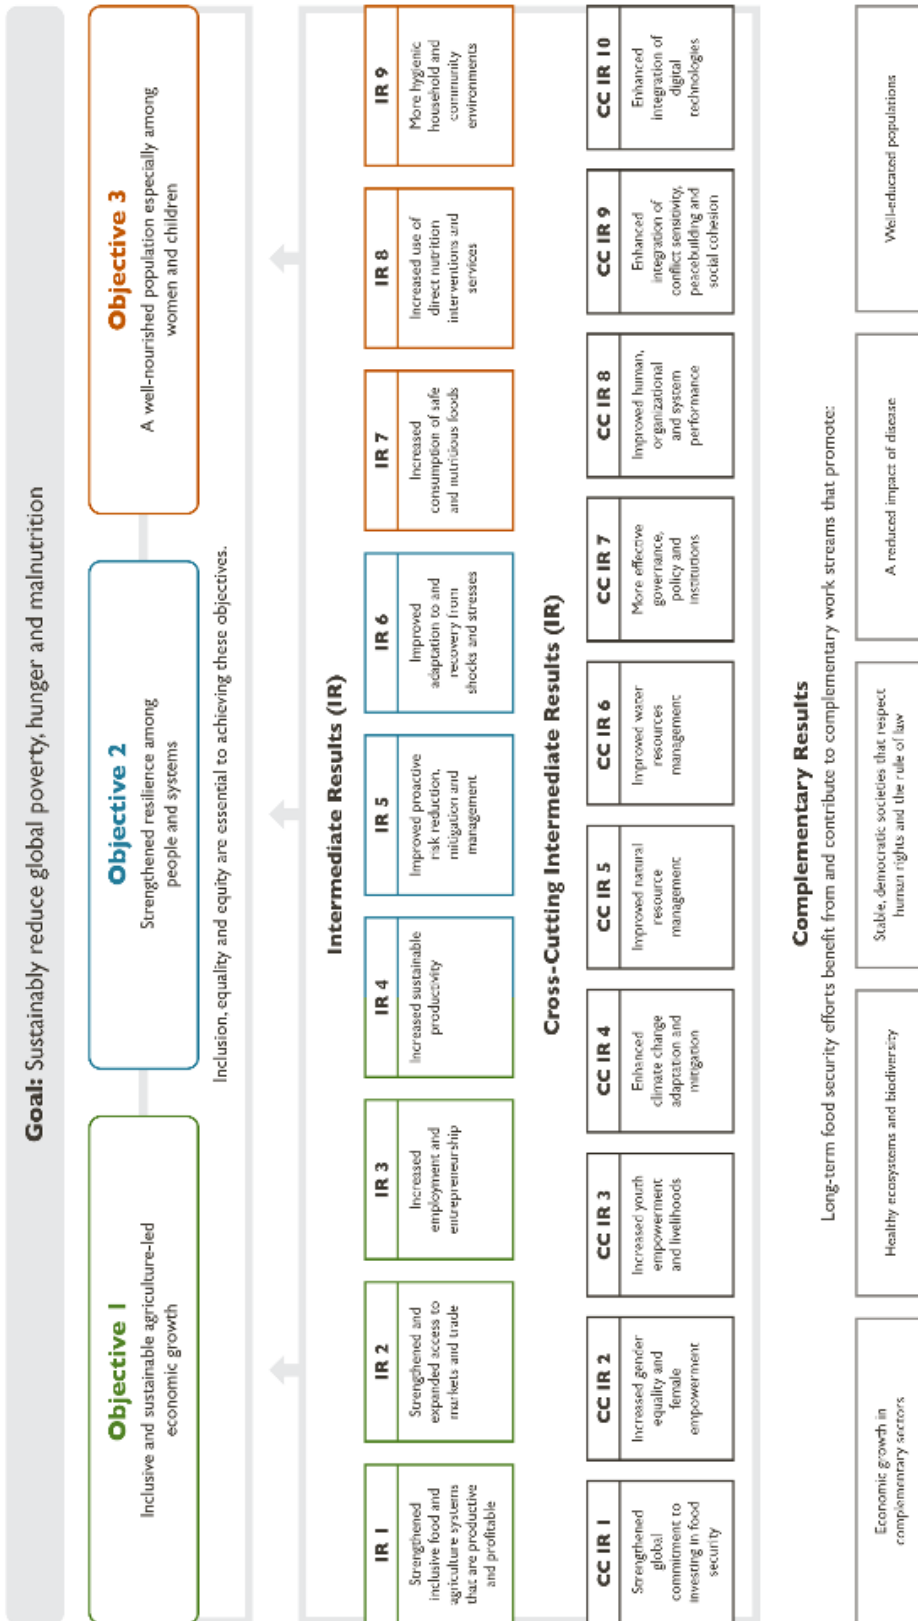 Goal: Sustainably reduce global poverty, hunger and malnutrition
Objective 1
Inclusive and sustainable agriculture-led
economic growth
Objective 2
Strengthened resilience among
people and systems
Objective 3
A well-nourished population especially among
women and children
Inclusion, equality and equity are essential to achieving these objectives.
Intermediate Results (IR)
IR 1
Strengthened
inclusive food and
agriculture systems
that are productive
and profitable
IR 2
Strengthened and
expanded access to
markets and trade
IR 3
Increased
employment and
entrepreneurship
IR 4
Increased sustainable
productivity
IR 5
Improved proactive
risk reduction,
mitigation and
management
IR 6
Improved
adaptation to and
recovery from
shocks and stresses
IR 7
Increased
consumption of safe
and nutritious foods
IR 8
Increased use of
direct nutrition
interventions and
services
IR 9
More hygienic
household and
community
environments
Cross-Cutting Intermediate Results (IR)
CC IR 1
Strengthened
global
commitment to
investing in food
security
CC IR 2
Increased gender
equality and
female
empowerment
CC IR 3
Increased youth
empowerment
and livelihoods
CC IR 4
Enhanced
climate change
adaptation and
mitigation
CC IR 5
Improved natural
resource
management
CC IR 6
Improved water
resources
management
CC IR 7
More effective
governance,
policy and
institutions
CC IR 8
Improved human,
organizational
and system
performance
CC IR 9
Enhanced
integration of
conflict sensitivity,
peacebuilding and
social cohesion
CC IR 10
Enhanced
integration of
digital
technologies
Complementary Results
Long-term food security efforts benefit from and contribute to complementary work streams that promote:
Economic growth in
complementary sectors
Healthy ecosystems and biodiversity
Stable, democratic societies that respect
human rights and the rule of law
A reduced impact of disease
Well-educated populations